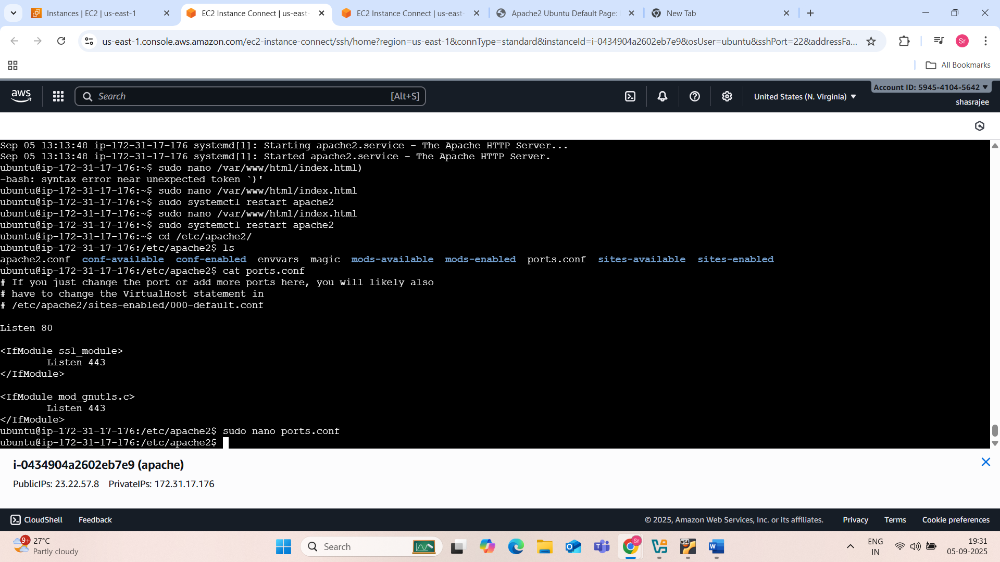 Instances | EC2 | us-east-1
EC2 Instance Connect | us-east-
EC2 Instance Connect | us-east-
Apache2 Ubuntu Default Page:
New Tab
us-east-1.console.aws.amazon.com/ec2-instance-connect/ssh/home?region=us-east-1&connType=standard&instanceId=i-0434904a2602eb7e9&osUser=ubuntu&sshPort=22&addressFa...
Sr
All Bookmarks
aws
Search
[Alt+S]
United States (N. Virginia)
Account ID: 5945-4104-5642
shasrajee
Sep 05 13:13:48 ip-172-31-17-176 systemd[1]: Starting apache2.service - The Apache HTTP Server...
Sep 05 13:13:48 ip-172-31-17-176 systemd[1]: Started apache2.service - The Apache HTTP Server.
ubuntu@ip-172-31-17-176:~$ sudo nano /var/www/html/index.html)
-bash: syntax error near unexpected token `)'
ubuntu@ip-172-31-17-176:~$ sudo nano /var/www/html/index.html
ubuntu@ip-172-31-17-176:~$ sudo systemctl restart apache2
ubuntu@ip-172-31-17-176:~$ sudo nano /var/www/html/index.html
ubuntu@ip-172-31-17-176:~$ sudo systemctl restart apache2
ubuntu@ip-172-31-17-176:~$ cd /etc/apache2/
ubuntu@ip-172-31-17-176:/etc/apache2$ ls
apache2.conf conf-available conf-enabled envvars magic mods-available mods-enabled ports.conf sites-available sites-enabled
ubuntu@ip-172-31-17-176:/etc/apache2$ cat ports.conf
# If you just change the port or add more ports here, you will likely also
# have to change the VirtualHost statement in
# /etc/apache2/sites-enabled/000-default.conf
Listen 80
<IfModule ssl_module>
Listen 443
</IfModule>
<IfModule mod_gnutls.c>
Listen 443
</IfModule>
ubuntu@ip-172-31-17-176:/etc/apache2$ sudo nano ports.conf
ubuntu@ip-172-31-17-176:/etc/apache2$
i-0434904a2602eb7e9 (apache)
PublicIPs: 23.22.57.8 PrivateIPs: 172.31.17.176
CloudShell
Feedback
© 2025, Amazon Web Services, Inc. or its affiliates.
Privacy
Terms
Cookie preferences
9+
27°C
Partly cloudy
Search
Sr
x64
ENG
IN
19:31
05-09-2025